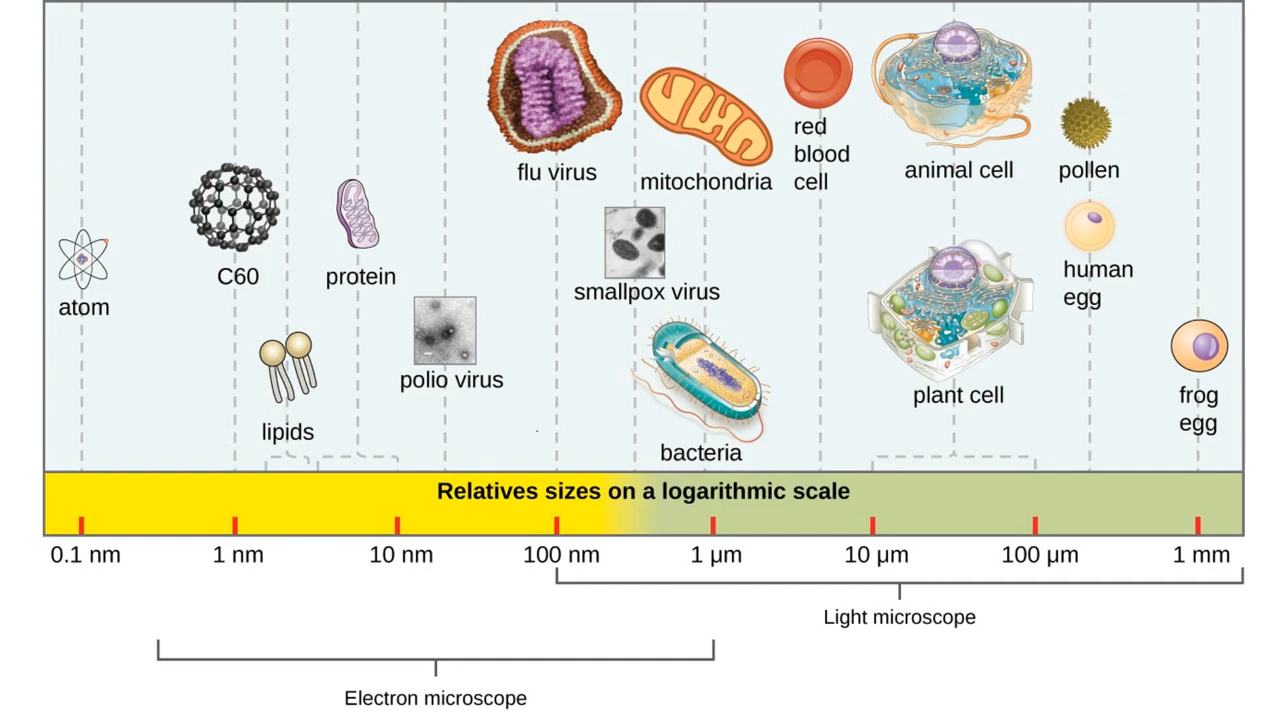 flu virus
mitochondria
red
blood
cell
animal cell
pollen
C60
protein
atom
smallpox virus
human
egg
polio virus
lipids
bacteria
plant cell
frog
egg
Relatives sizes on a logarithmic scale
0.1 nm
1 nm
10 nm
100 nm
1 µm
10 µm
100 µm
1 mm
Light microscope
Electron microscope